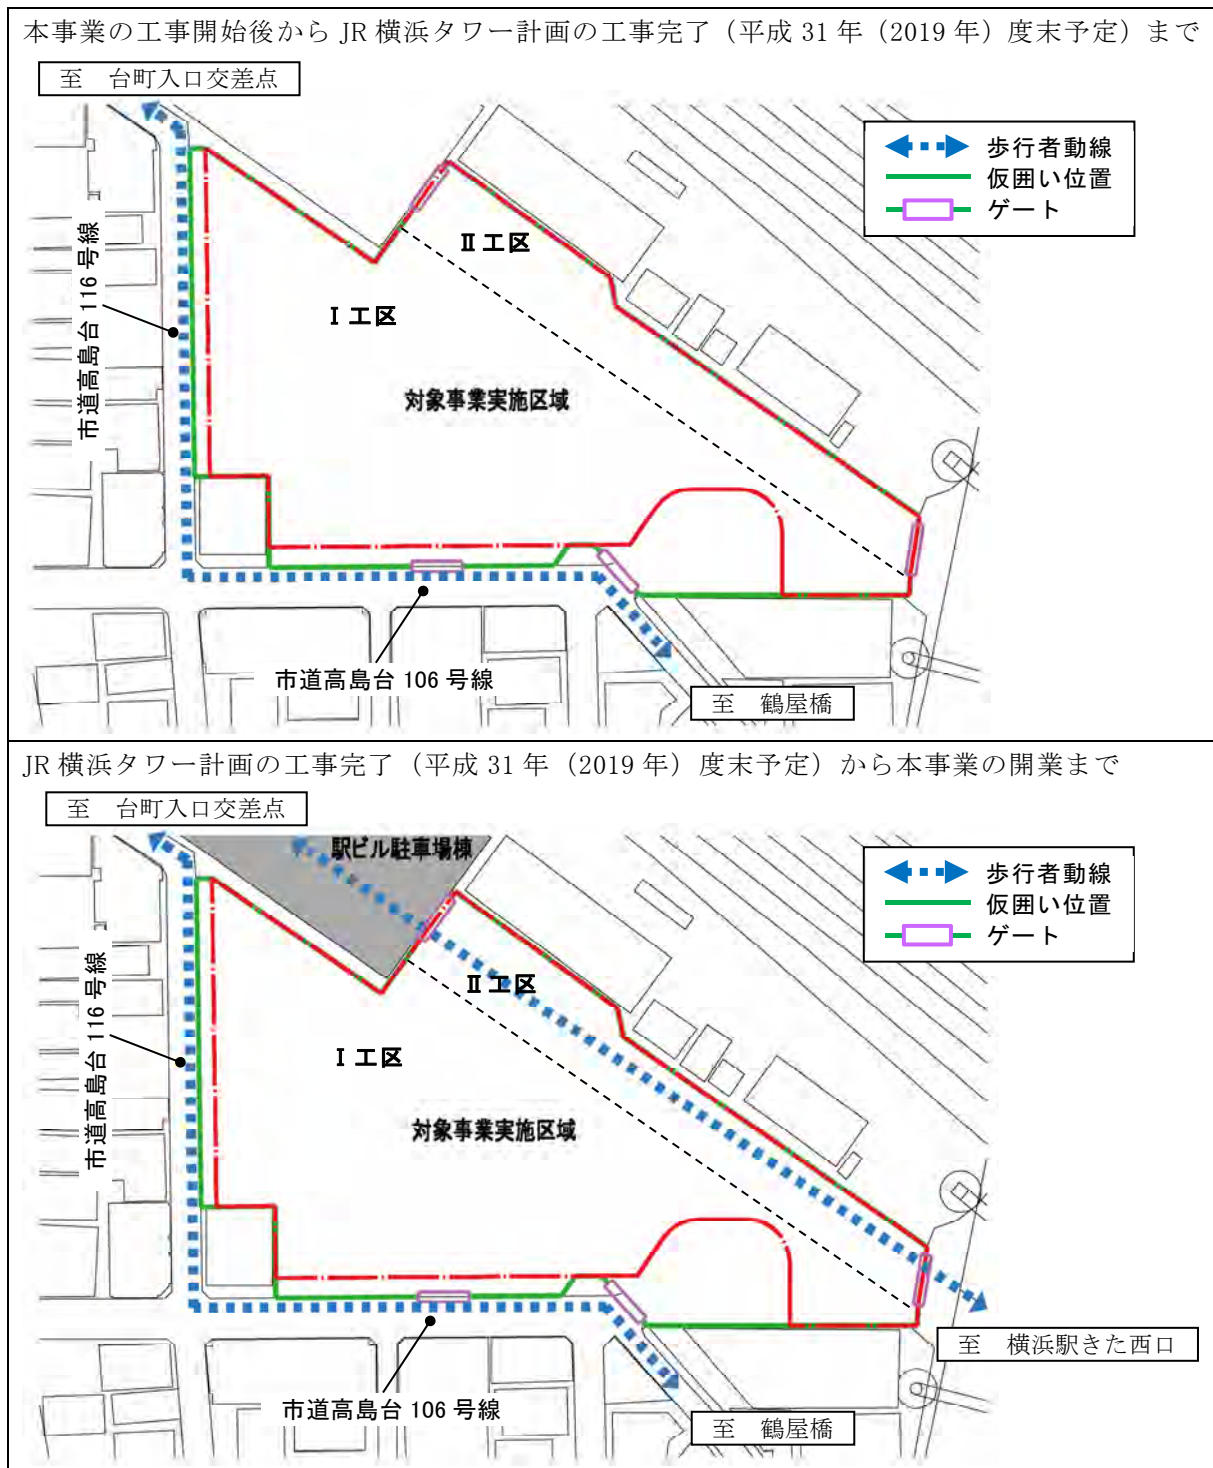 本事業の工事開始後から JR 横浜タワー計画の工事完了（平成 31 年（2019 年）度末予定）まで
至　台町入口交差点
歩行者動線
仮囲い位置
ゲート
Ⅱ工区
Ⅰ工区
市道高島台 116 号線
対象事業実施区域
市道高島台 106 号線
至　鶴屋橋
JR 横浜タワー計画の工事完了（平成 31 年（2019 年）度末予定）から本事業の開業まで
至　台町入口交差点
駅ビル駐車場棟
歩行者動線
仮囲い位置
ゲート
Ⅱ工区
Ⅰ工区
市道高島台 116 号線
対象事業実施区域
至　横浜駅きた西口
市道高島台 106 号線
至　鶴屋橋